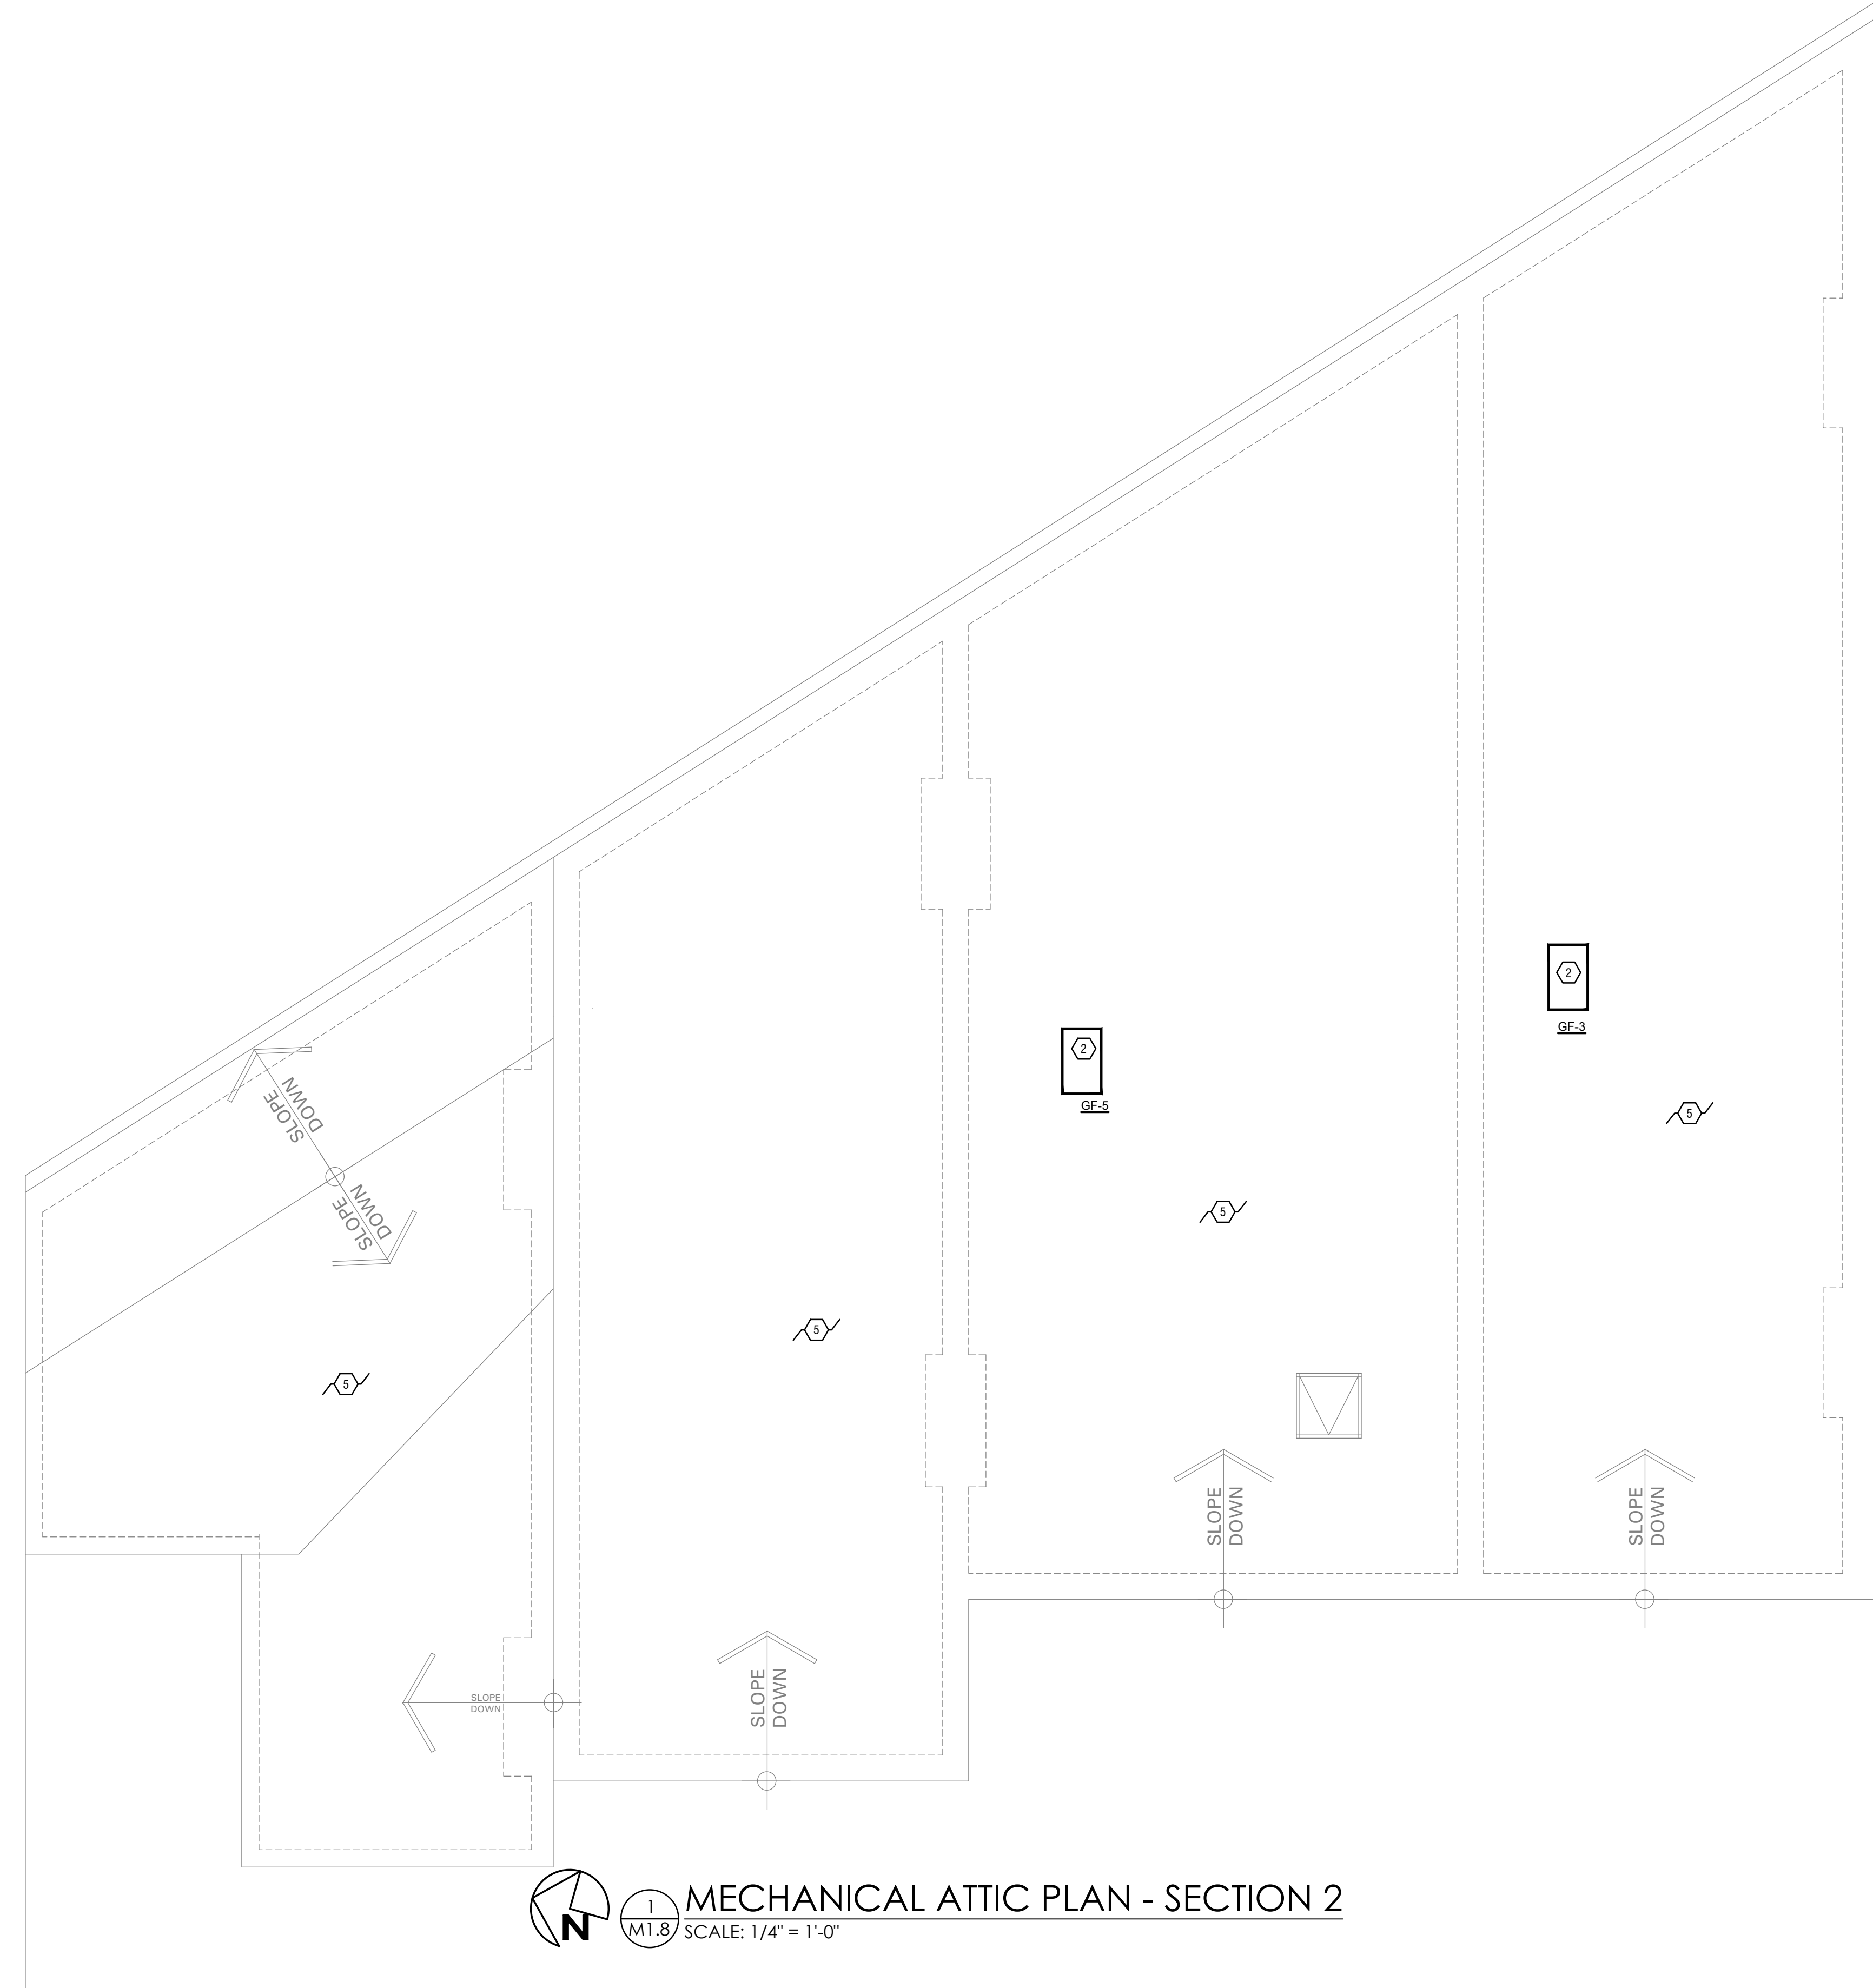 2
GF-3
2
GF-5
SLOPE
DOWN
5
SLOPE
DOWN
5
5
5
SLOPE
DOWN
SLOPE
DOWN
SLOPE
DOWN
SLOPE
DOWN
N
1
M1.8
MECHANICAL ATTIC PLAN - SECTION 2
SCALE: 1/4" = 1'-0"